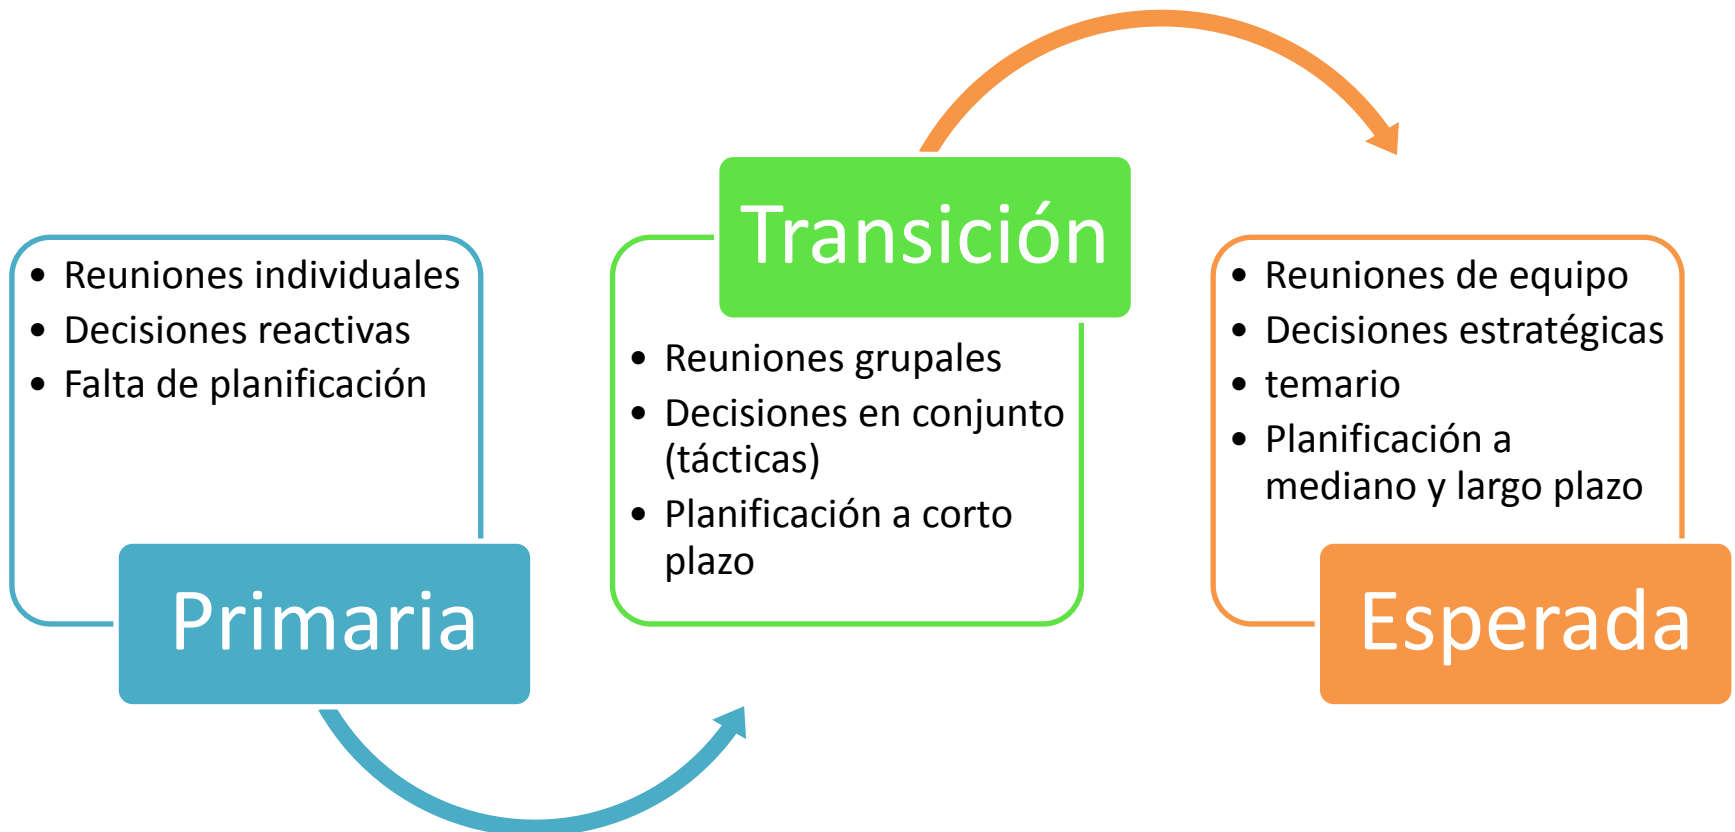 • Reuniones individuales
• Decisiones reactivas
• Falta de planificación
Primaria
Transición
• Reuniones grupales
• Decisiones en conjunto
(tácticas)
• Planificación a corto
plazo
• Reuniones de equipo
• Decisiones estratégicas
• temario
• Planificación a
mediano y largo plazo
Esperada